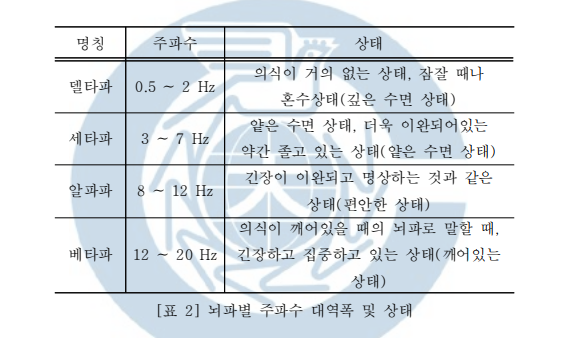 명칭 주파수 상태
델타파 0.5 ~ 2 Hz 의식이 거의 없는 상태, 잠잘 때나
혼수상태(깊은 수면 상태)
세타파 3 ~ 7 Hz 얕은 수면 상태, 더욱 이완되어있는
약간 졸고 있는 상태(얕은 수면 상태)
알파파 8 ~ 12 Hz 긴장이 이완되고 명상하는 것과 같은
상태(편안한 상태)
베타파 12 ~ 20 Hz 의식이 깨어있을 때의 뇌파로 말할 때,
긴장하고 집중하고 있는 상태(깨어있는
상태)
[표 2] 뇌파별 주파수 대역폭 및 상태